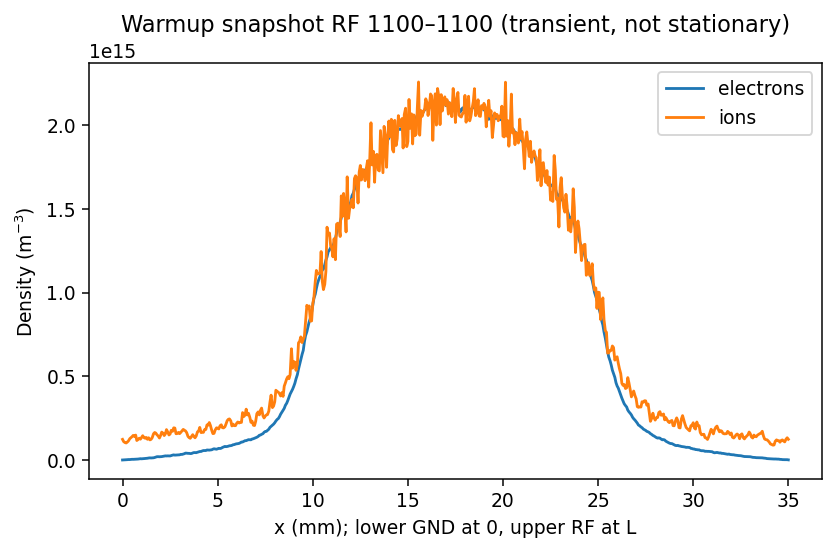 Warmup snapshot RF 1100–1100 (transient, not stationary)
1e15
electrons
ions
2.0
1.5
1.0
0.5
0.0
Density (m⁻³)
0 5 10 15 20 25 30 35
x (mm); lower GND at 0, upper RF at L